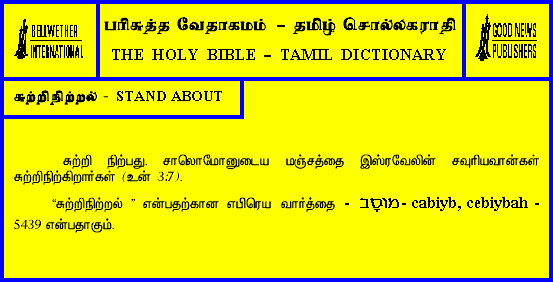 BELLWETHER
INTERNATIONAL
பரிசுத்த வேதாகமம் – தமிழ் சொல்லகராதி
THE HOLY BIBLE – TAMIL DICTIONARY
GOOD NEWS
PUBLISHERS
சுற்றிநிற்றல் - STAND ABOUT
சுற்றி நிற்பது. சாலொமோனுடைய மஞ்சத்தை இஸ்ரவேலின் சவுரியவான்கள்
சுற்றிநிற்கிறார்கள் (உன் 3:7).
“சுற்றிநிற்றல் ” என்பதற்கான எபிரெய வார்த்தை - מוּסָב - cabiyb, cebiybah -
5439 என்பதாகும்.